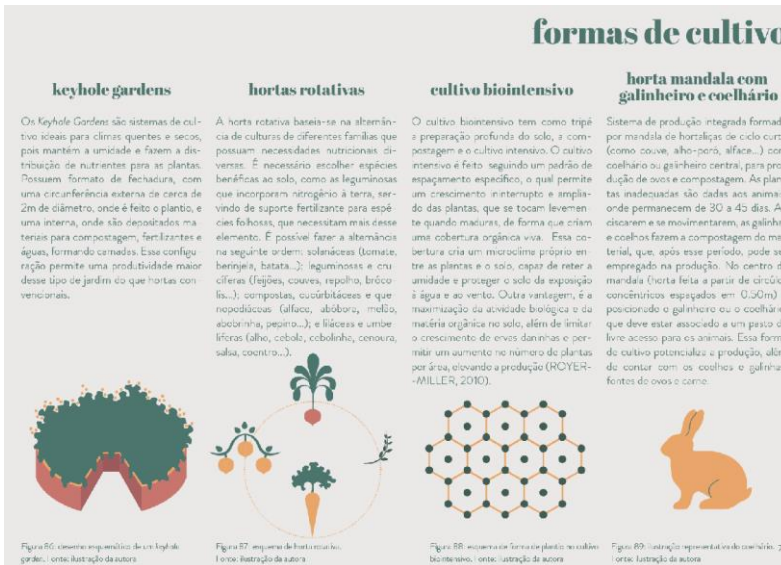 formas de cultivo
keyhole gardens
Os Keyhole Gardens são sistemas de cul-
tivo ideais para climas quentes e secos,
pois mantém a umidade e fazem a dis-
tribuição de nutrientes para as plantas.
Possuem formato de fechadura, com
uma circunferência externa de cerca de
2m de diâmetro, onde é feito o plantio, e
uma interna, onde são depositados ma-
teriais para compostagem, fertilizantes e
águas, formando camadas. Essa configu-
ração permite uma produtividade maior
desse tipo de jardim do que hortas con-
vencionais.
Figura 86: desenho esquemático de um keyhole
garden. Fonte: ilustração da autora
hortas rotativas
A horta rotativa baseia-se na alternân-
cia de culturas de diferentes famílias que
possuam necessidades nutricionais di-
versas. É necessário escolher espécies
benéficas ao solo, como as leguminosas
que incorporam nitrogênio à terra, ser-
vindo de suporte fertilizante para espé-
cies folhosas, que necessitam mais desse
elemento. É possível fazer a alternância
na seguinte ordem: solanáceas (tomate,
berinjela, batata...); leguminosas e cru-
cíferas (feijões, couves, repolho, bróco-
lis...); compostas, cucurbitáceas e que-
nopodiáceas (alface, abóbora, melão,
abobrinha, pepino...); e liláceas e umbe-
líferas (alho, cebola, cebolinha, cenoura,
salsa, coentro...).
Figura 87: esquema de horta rotativa.
Fonte: ilustração da autora
cultivo biointensivo
O cultivo biointensivo tem como tripé
a preparação profunda do solo, a com-
postagem e o cultivo intensivo. O cultivo
intensivo é feito seguindo um padrão de
espaçamento específico, o qual permite
um crescimento ininterrupto e amplia-
do das plantas, que se tocam levemen-
te quando maduras, de forma que criam
uma cobertura orgânica viva. Essa co-
bertura cria um microclima próprio en-
tre as plantas e o solo, capaz de reter a
umidade e proteger o solo da exposição
à água e ao vento. Outra vantagem, é a
maximização da atividade biológica e da
matéria orgânica no solo, além de limitar
o crescimento de ervas daninhas e per-
mitir um aumento no número de plantas
por área, elevando a produção (ROYER-
-MILLER, 2010).
Figura 88: esquema de forma de plantio no cultivo
biointensivo. Fonte: ilustração da autora
horta mandala com
galinheiro e coelhário
Sistema de produção integrada formad
por mandala de hortaliças de ciclo curt
(como couve, alho-poró, alface...) com
coelhário ou galinheiro central, para pro
dução de ovos e compostagem. As plan
tas inadequadas são dadas aos animai
onde permanecem de 30 a 45 dias. A
ciscarem e se movimentarem, as galinha
e coelhos fazem a compostagem do ma
terial, que, após esse período, pode se
empregado na produção. No centro d
mandala (horta feita a partir de círculo
concêntricos espaçados em 0,50m)
posicionado o galinheiro ou o coelhário
que deve estar associado a um pasto d
livre acesso para os animais. Essa form
de cultivo potencializa a produção, alé
de contar com os coelhos e galinha
fontes de ovos e carne.
Figura 89: ilustração representativa do coelhário.
Fonte: ilustração da autora